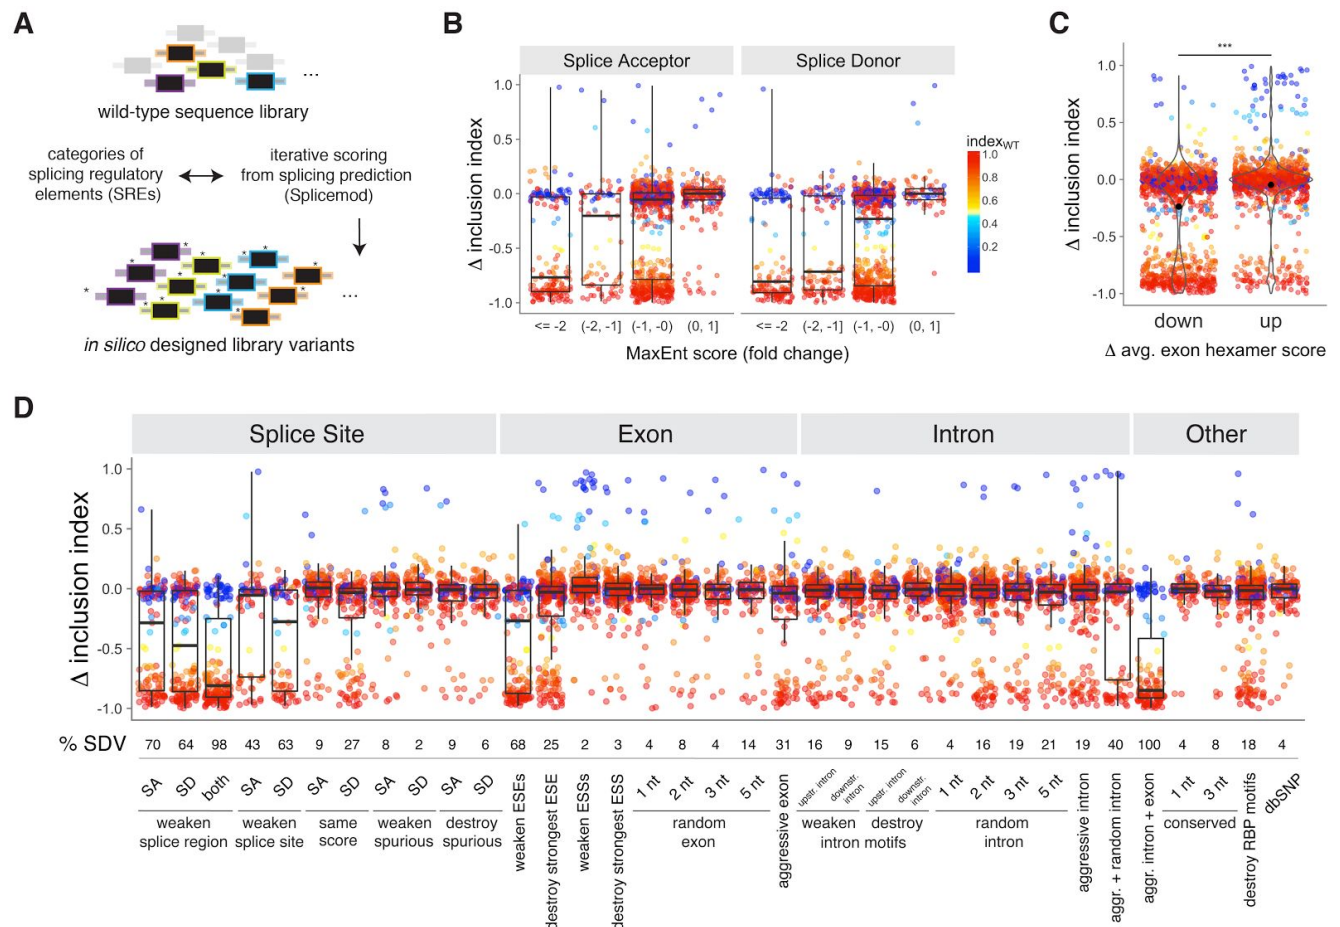 A
...
wild-type sequence library
categories of
splicing regulatory
elements (SREs)
iterative scoring
from splicing prediction
(Splicemod)
* * * * * * * * * * * *
...
in silico designed library variants
B
Splice Acceptor
Splice Donor
Δ inclusion index
1.0
0.5
0.0
-0.5
-1.0
<= -2 (-2, -1] (-1, -0) (0, 1]
<= -2 (-2, -1] (-1, -0) (0, 1]
MaxEnt score (fold change)
indexWT
1.0
0.8
0.6
0.4
0.2
C
***
Δ inclusion index
1.0
0.5
0.0
-0.5
-1.0
down up
Δ avg. exon hexamer score
D
Splice Site
Exon
Intron
Other
Δ inclusion index
1.0
0.5
0.0
-0.5
-1.0
% SDV 70 64 98 43 63 9 27 8 2 9 6 68 25 2 3 4 8 4 14 31 16 9 15 6 4 16 19 21 19 40 100 4 8 18 4
SA SD both
weaken
splice region
SA SD
weaken
splice site
SA SD
same
score
SA SD
weaken
spurious
SA SD
destroy
spurious
weaken ESEs
destroy strongest ESE
weaken ESSs
destroy strongest ESS
1 nt 2 nt 3 nt 5 nt
random
exon
aggressive exon
upstr. intron
downstr.
intron
upstr. intron
downstr.
intron
weaken destroy
intron motifs
1 nt 2 nt 3 nt 5 nt
random
intron
aggressive intron
aggr. + random intron
aggr. intron + exon
1 nt 3 nt
conserved
destroy RBP motifs
dbSNP